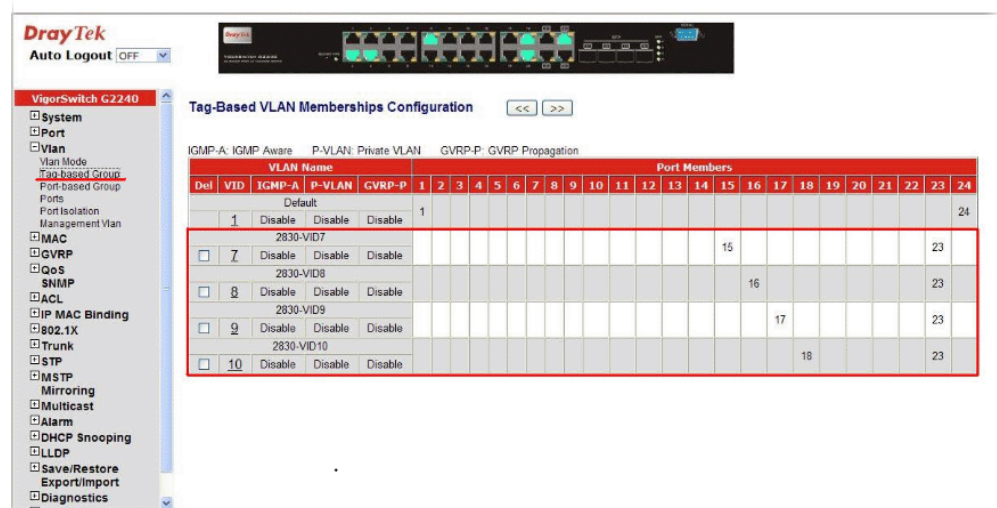 DrayTek
Auto Logout OFF
DrayTek
VigorSwitch G2240
System
Port
Vlan
Vlan Mode
Tag-based Group
Port-based Group
Ports
Port Isolation
Management Vlan
MAC
GVRP
QoS
SNMP
ACL
IP MAC Binding
802.1X
Trunk
STP
MSTP
Mirroring
Multicast
Alarm
DHCP Snooping
LLDP
Save/Restore
Export/Import
Diagnostics
Tag-Based VLAN Memberships Configuration << >>
IGMP-A: IGMP Aware P-VLAN: Private VLAN GVRP-P: GVRP Propagation
VLAN Name Port Members
Del VID IGMP-A P-VLAN GVRP-P 1 2 3 4 5 6 7 8 9 10 11 12 13 14 15 16 17 18 19 20 21 22 23 24
Default
1 Disable Disable Disable 1 24
2830-VID7
7 Disable Disable Disable 15 23
2830-VID8
8 Disable Disable Disable 16 23
2830-VID9
9 Disable Disable Disable 17 23
2830-VID10
10 Disable Disable Disable 18 23